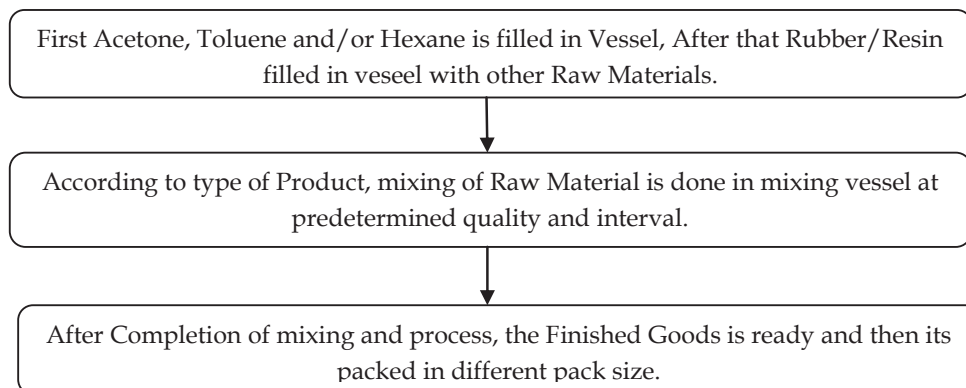 First Acetone, Toluene and/or Hexane is filled in Vessel, After that Rubber/Resin
filled in veseel with other Raw Materials.
According to type of Product, mixing of Raw Material is done in mixing vessel at
predetermined quality and interval.
After Completion of mixing and process, the Finished Goods is ready and then its
packed in different pack size.